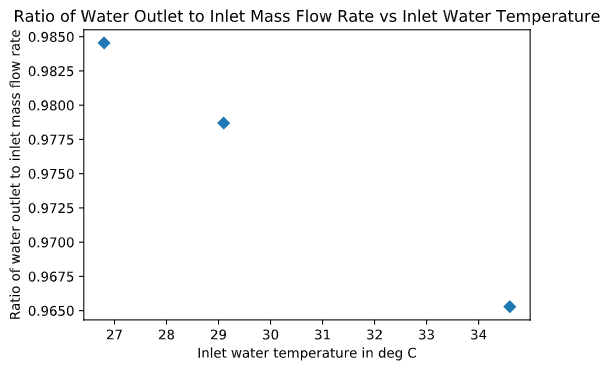 Ratio of Water Outlet to Inlet Mass Flow Rate vs Inlet Water Temperature
Ratio of water outlet to inlet mass flow rate
0.9850
0.9825
0.9800
0.9775
0.9750
0.9725
0.9700
0.9675
0.9650
27 28 29 30 31 32 33 34
Inlet water temperature in deg C